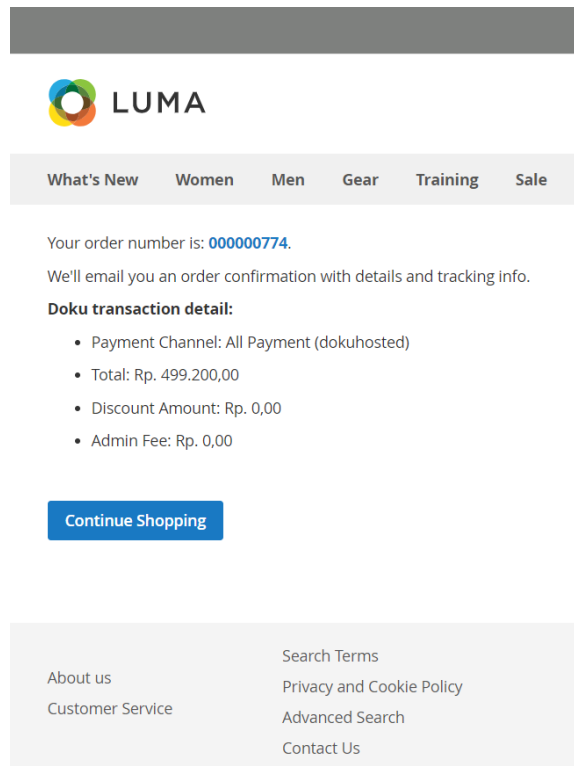 LUMA
What's New Women Men Gear Training Sale
Your order number is: 000000774.
We'll email you an order confirmation with details and tracking info.
Doku transaction detail:
• Payment Channel: All Payment (dokuhosted)
• Total: Rp. 499.200,00
• Discount Amount: Rp. 0,00
• Admin Fee: Rp. 0,00
Continue Shopping
About us
Customer Service
Search Terms
Privacy and Cookie Policy
Advanced Search
Contact Us